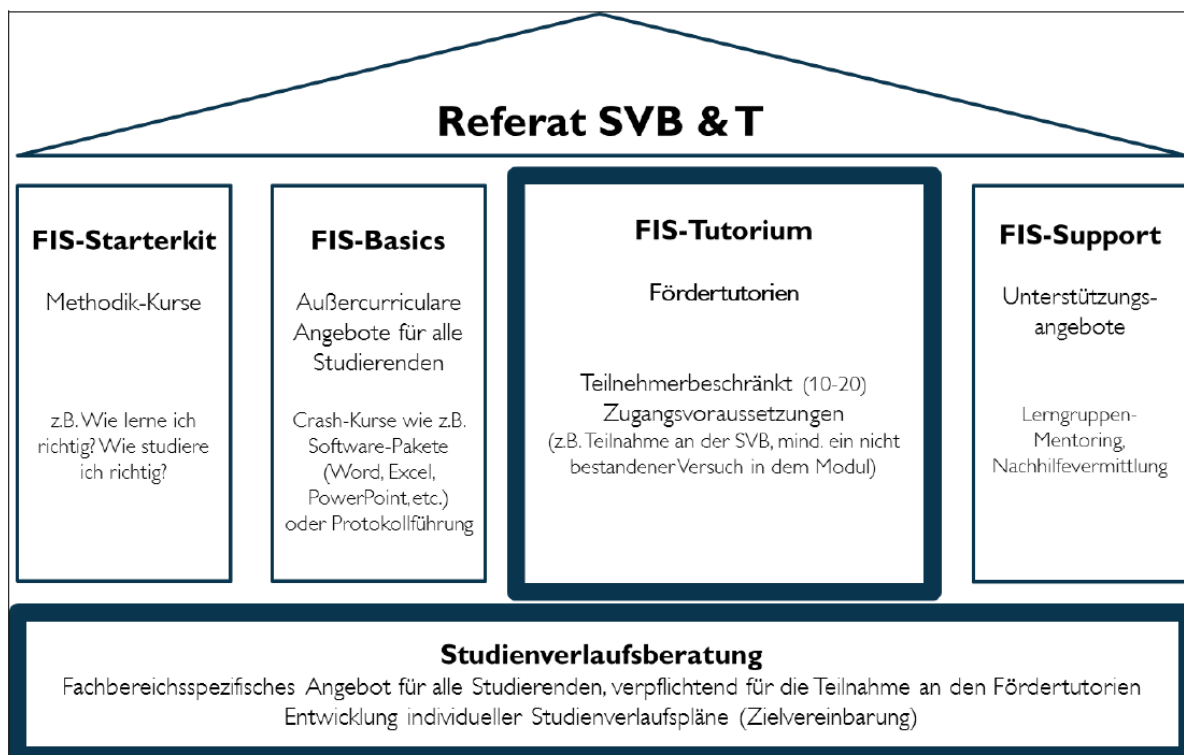 Referat SVB & T
FIS-Starterkit
Methodik-Kurse
z.B. Wie lerne ich
richtig? Wie studiere
ich richtig?
FIS-Basics
Außercurriculare
Angebote für alle
Studierenden
Crash-Kurse wie z.B.
Software-Pakete
(Word, Excel,
PowerPoint, etc.)
oder Protokollführung
FIS-Tutorium
Fördertutorien
Teilnehmerbeschränkt (10-20)
Zugangsvoraussetzungen
(z.B. Teilnahme an der SVB, mind. ein nicht
bestandener Versuch in dem Modul)
FIS-Support
Unterstützungs-
angebote
Lerngruppen-
Mentoring,
Nachhilfevermittlung
Studienverlaufsberatung
Fachbereichsspezifisches Angebot für alle Studierenden, verpflichtend für die Teilnahme an den Fördertutorien
Entwicklung individueller Studienverlaufspläne (Zielvereinbarung)